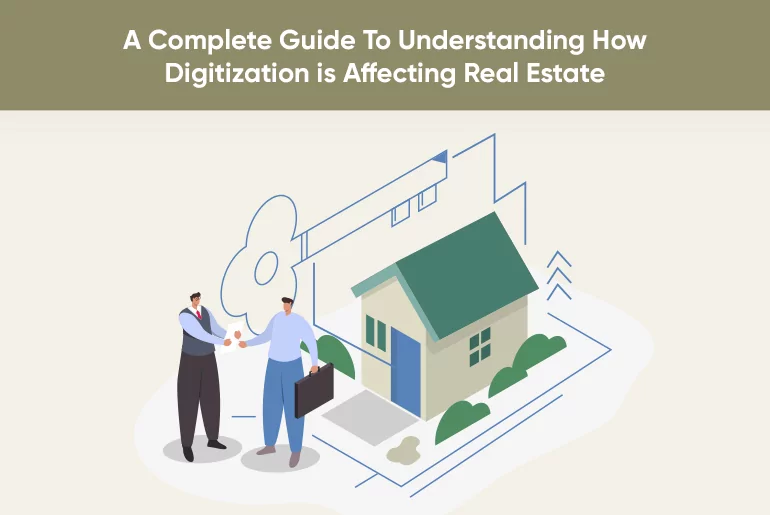 A Complete Guide To Understanding How
Digitization is Affecting Real Estate